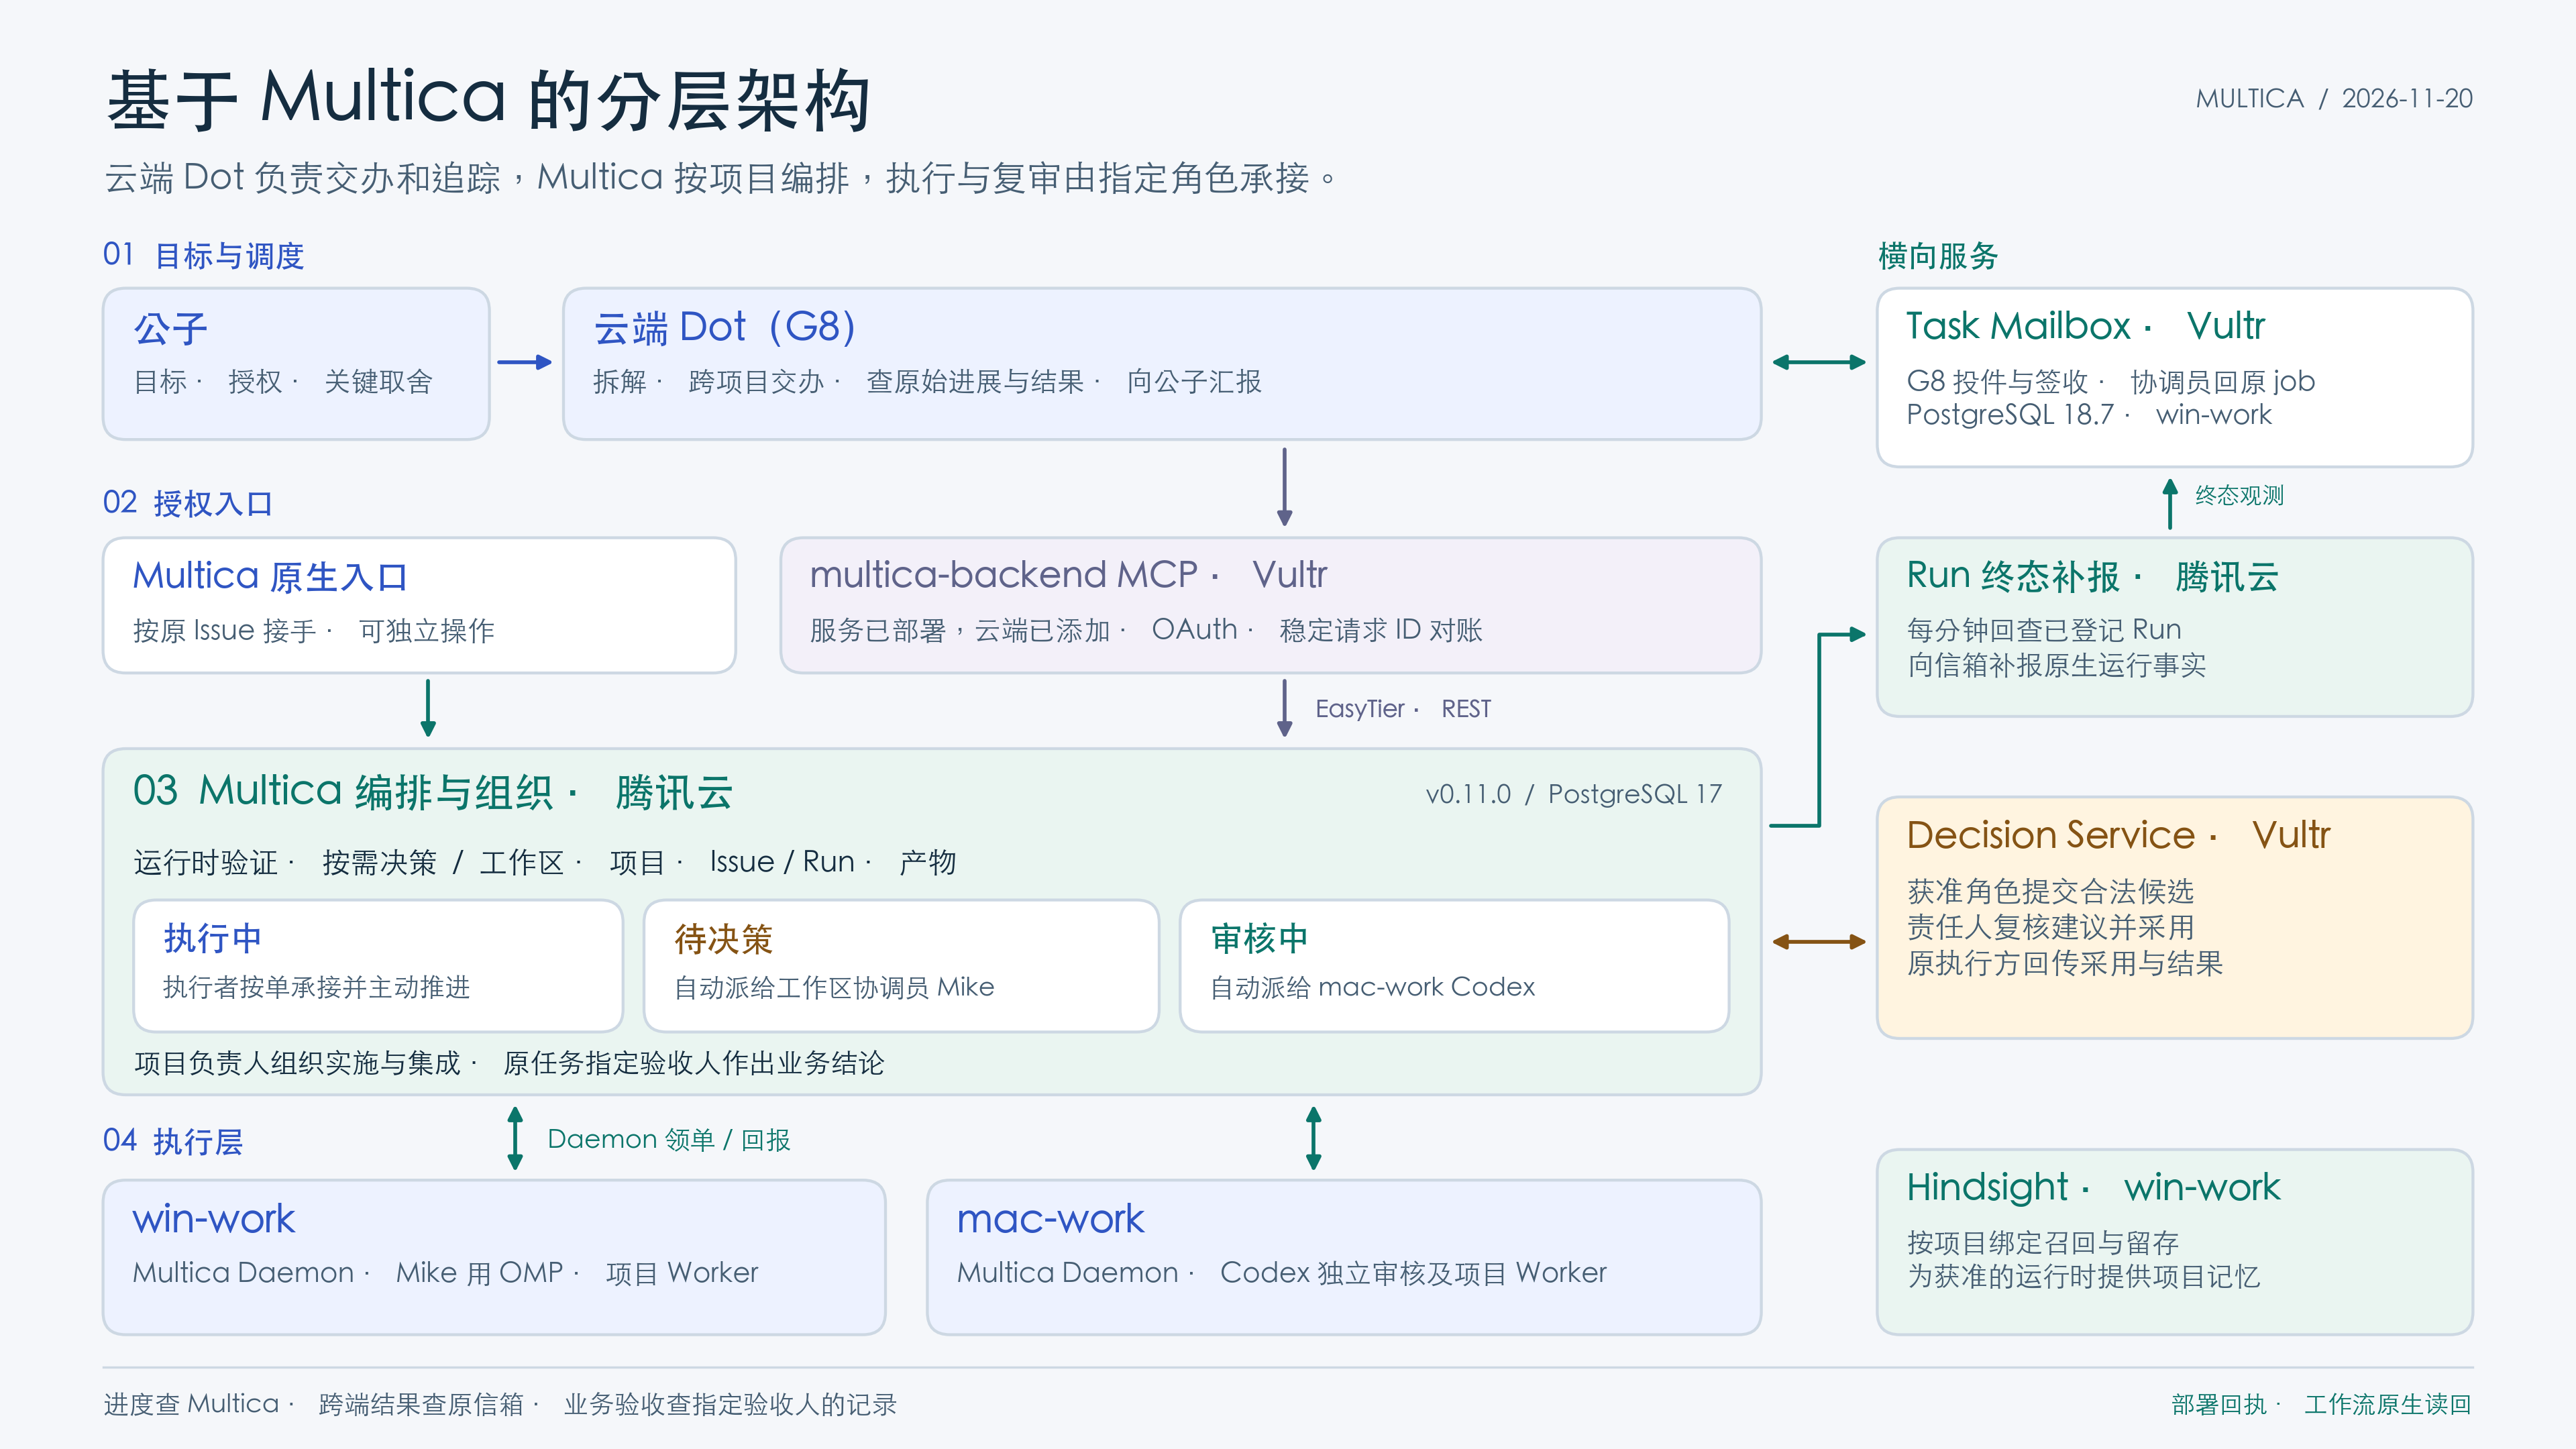 基于 Multica 的分层架构
MULTICA / 2026-11-20
云端 Dot 负责交办和追踪，Multica 按项目编排，执行与复审由指定角色承接。
01 目标与调度
公子
目标 · 授权 · 关键取舍
云端 Dot（G8）
拆解 · 跨项目交办 · 查原始进展与结果 · 向公子汇报
横向服务
Task Mailbox · Vultr
G8 投件与签收 · 协调员回原 job
PostgreSQL 18.7 · win-work
终态观测
02 授权入口
Multica 原生入口
按原 Issue 接手 · 可独立操作
multica-backend MCP · Vultr
服务已部署，云端已添加 · OAuth · 稳定请求 ID 对账
EasyTier · REST
Run 终态补报 · 腾讯云
每分钟回查已登记 Run
向信箱补报原生运行事实
03 Multica 编排与组织 · 腾讯云
v0.11.0 / PostgreSQL 17
运行时验证 · 按需决策 / 工作区 · 项目 · Issue / Run · 产物
执行中
执行者按单承接并主动推进
待决策
自动派给工作区协调员 Mike
审核中
自动派给 mac-work Codex
项目负责人组织实施与集成 · 原任务指定验收人作出业务结论
Decision Service · Vultr
获准角色提交合法候选
责任人复核建议并采用
原执行方回传采用与结果
04 执行层
Daemon 领单 / 回报
win-work
Multica Daemon · Mike 用 OMP · 项目 Worker
mac-work
Multica Daemon · Codex 独立审核及项目 Worker
Hindsight · win-work
按项目绑定召回与留存
为获准的运行时提供项目记忆
进度查 Multica · 跨端结果查原信箱 · 业务验收查指定验收人的记录
部署回执 · 工作流原生读回